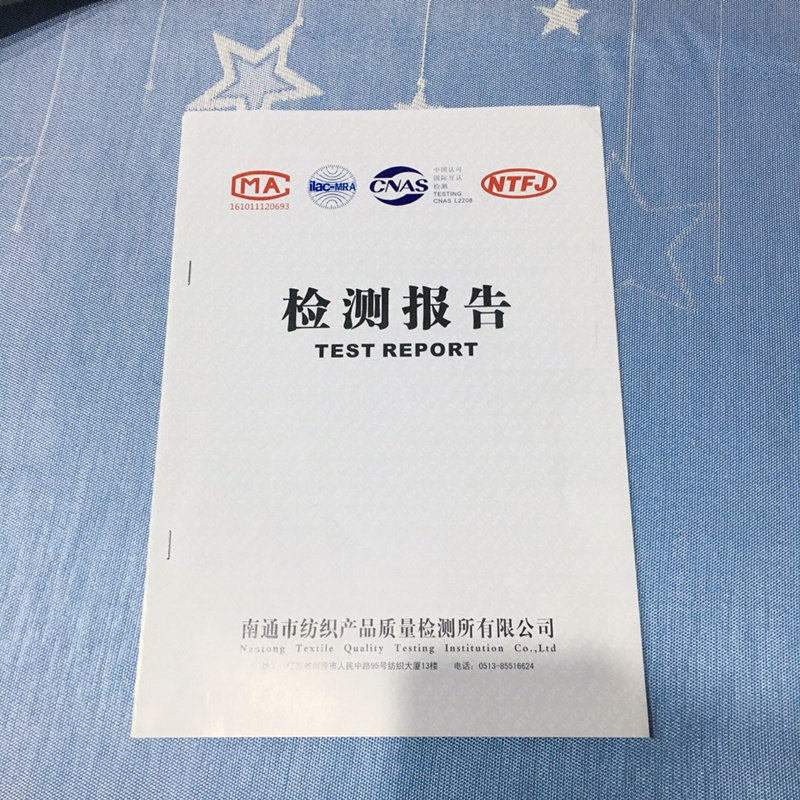 MA
161011120693
ilac-MRA
CNAS
中国认可
国际互认
检测
TESTING
CNAS L2208
NTFJ
检测报告
TEST REPORT
南通市纺织产品质量检测所有限公司
Nantong Textile Quality Testing Institution Co.,Ltd
市人民中路95号纺织大厦13楼 电话：0513-85516624